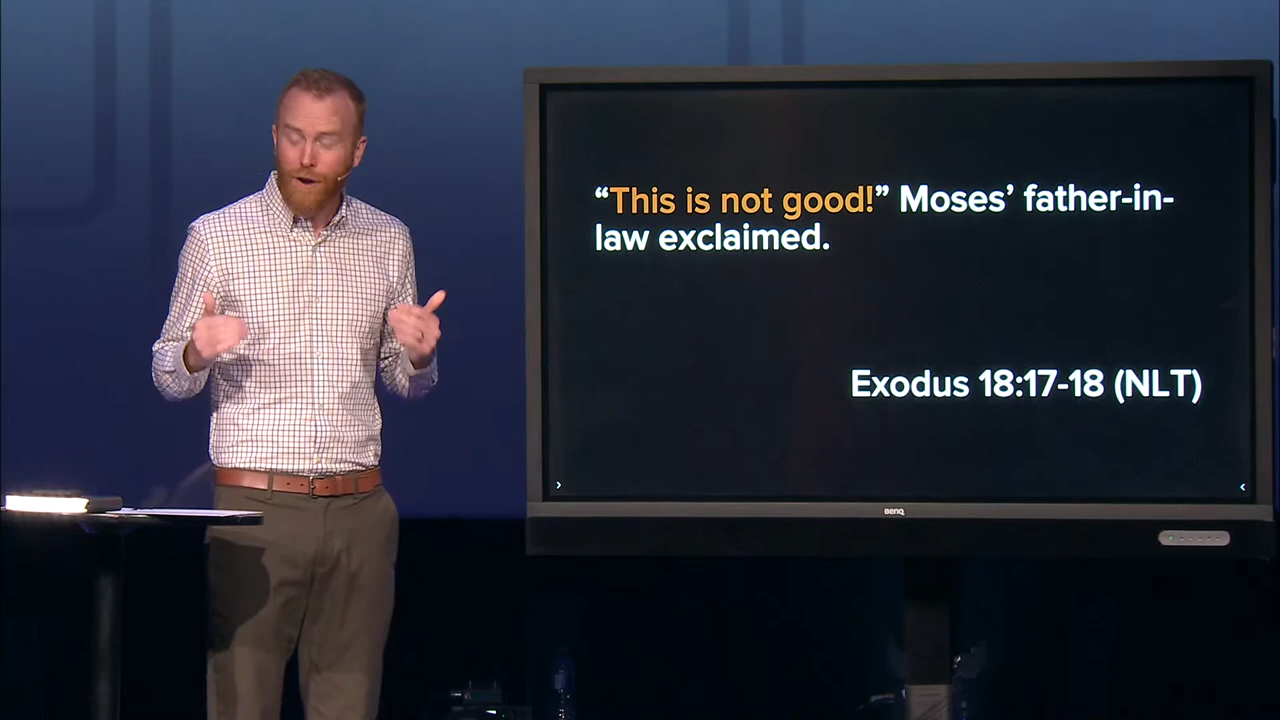 “This is not good!” Moses’ father-in-
law exclaimed.
Exodus 18:17-18 (NLT)
BenQ